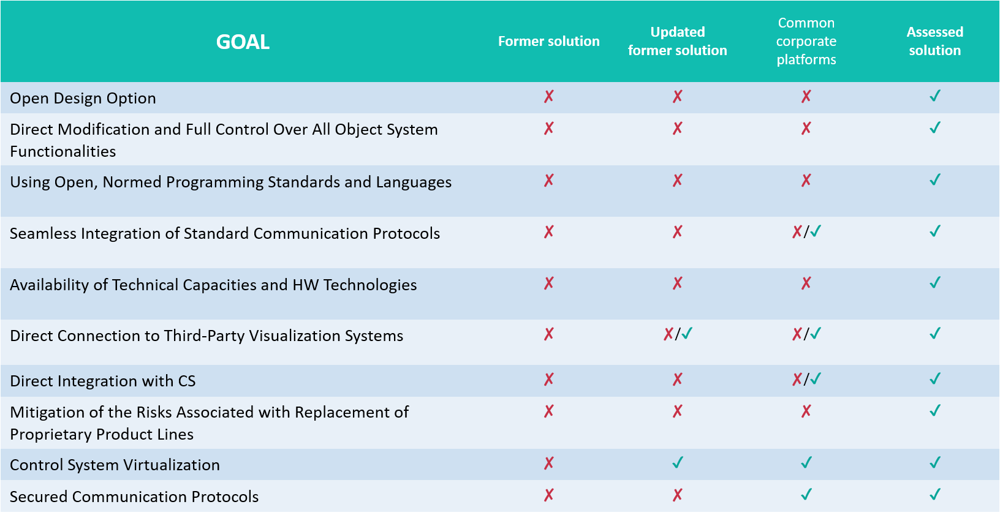 GOAL
Former solution
Updated
former solution
Common
corporate
platforms
Assessed
solution
Open Design Option ✗ ✗ ✗ ✓
Direct Modification and Full Control Over All Object System ✗ ✗ ✗ ✓
Functionalities
Using Open, Normed Programming Standards and Languages ✗ ✗ ✗ ✓
Seamless Integration of Standard Communication Protocols ✗ ✗ ✗/✓ ✓
Availability of Technical Capacities and HW Technologies ✗ ✗ ✗ ✓
Direct Connection to Third-Party Visualization Systems ✗ ✗/✓ ✗/✓ ✓
Direct Integration with CS ✗ ✗ ✗/✓ ✓
Mitigation of the Risks Associated with Replacement of ✗ ✗ ✗ ✓
Proprietary Product Lines
Control System Virtualization ✗ ✓ ✓ ✓
Secured Communication Protocols ✗ ✗ ✓ ✓